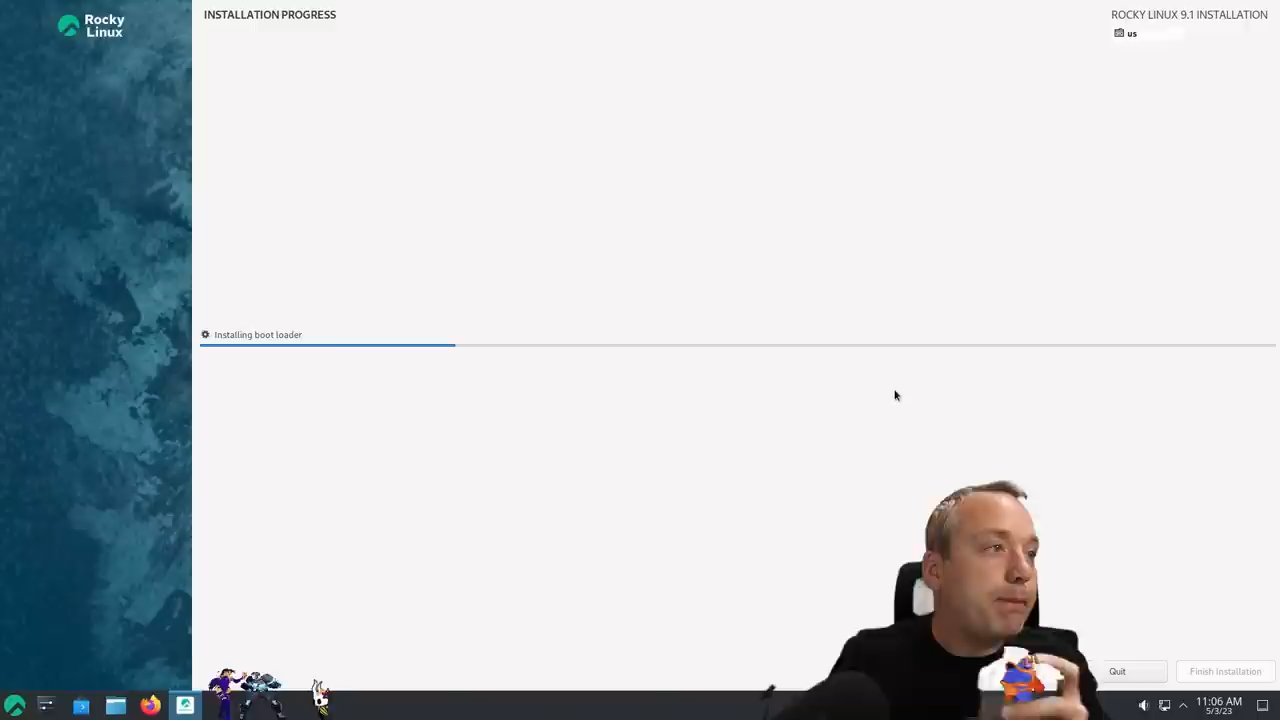 Rocky
Linux
INSTALLATION PROGRESS
ROCKY LINUX 9.1 INSTALLATION
us
Installing boot loader
Quit
Finish Installation
11:06 AM
5/3/23